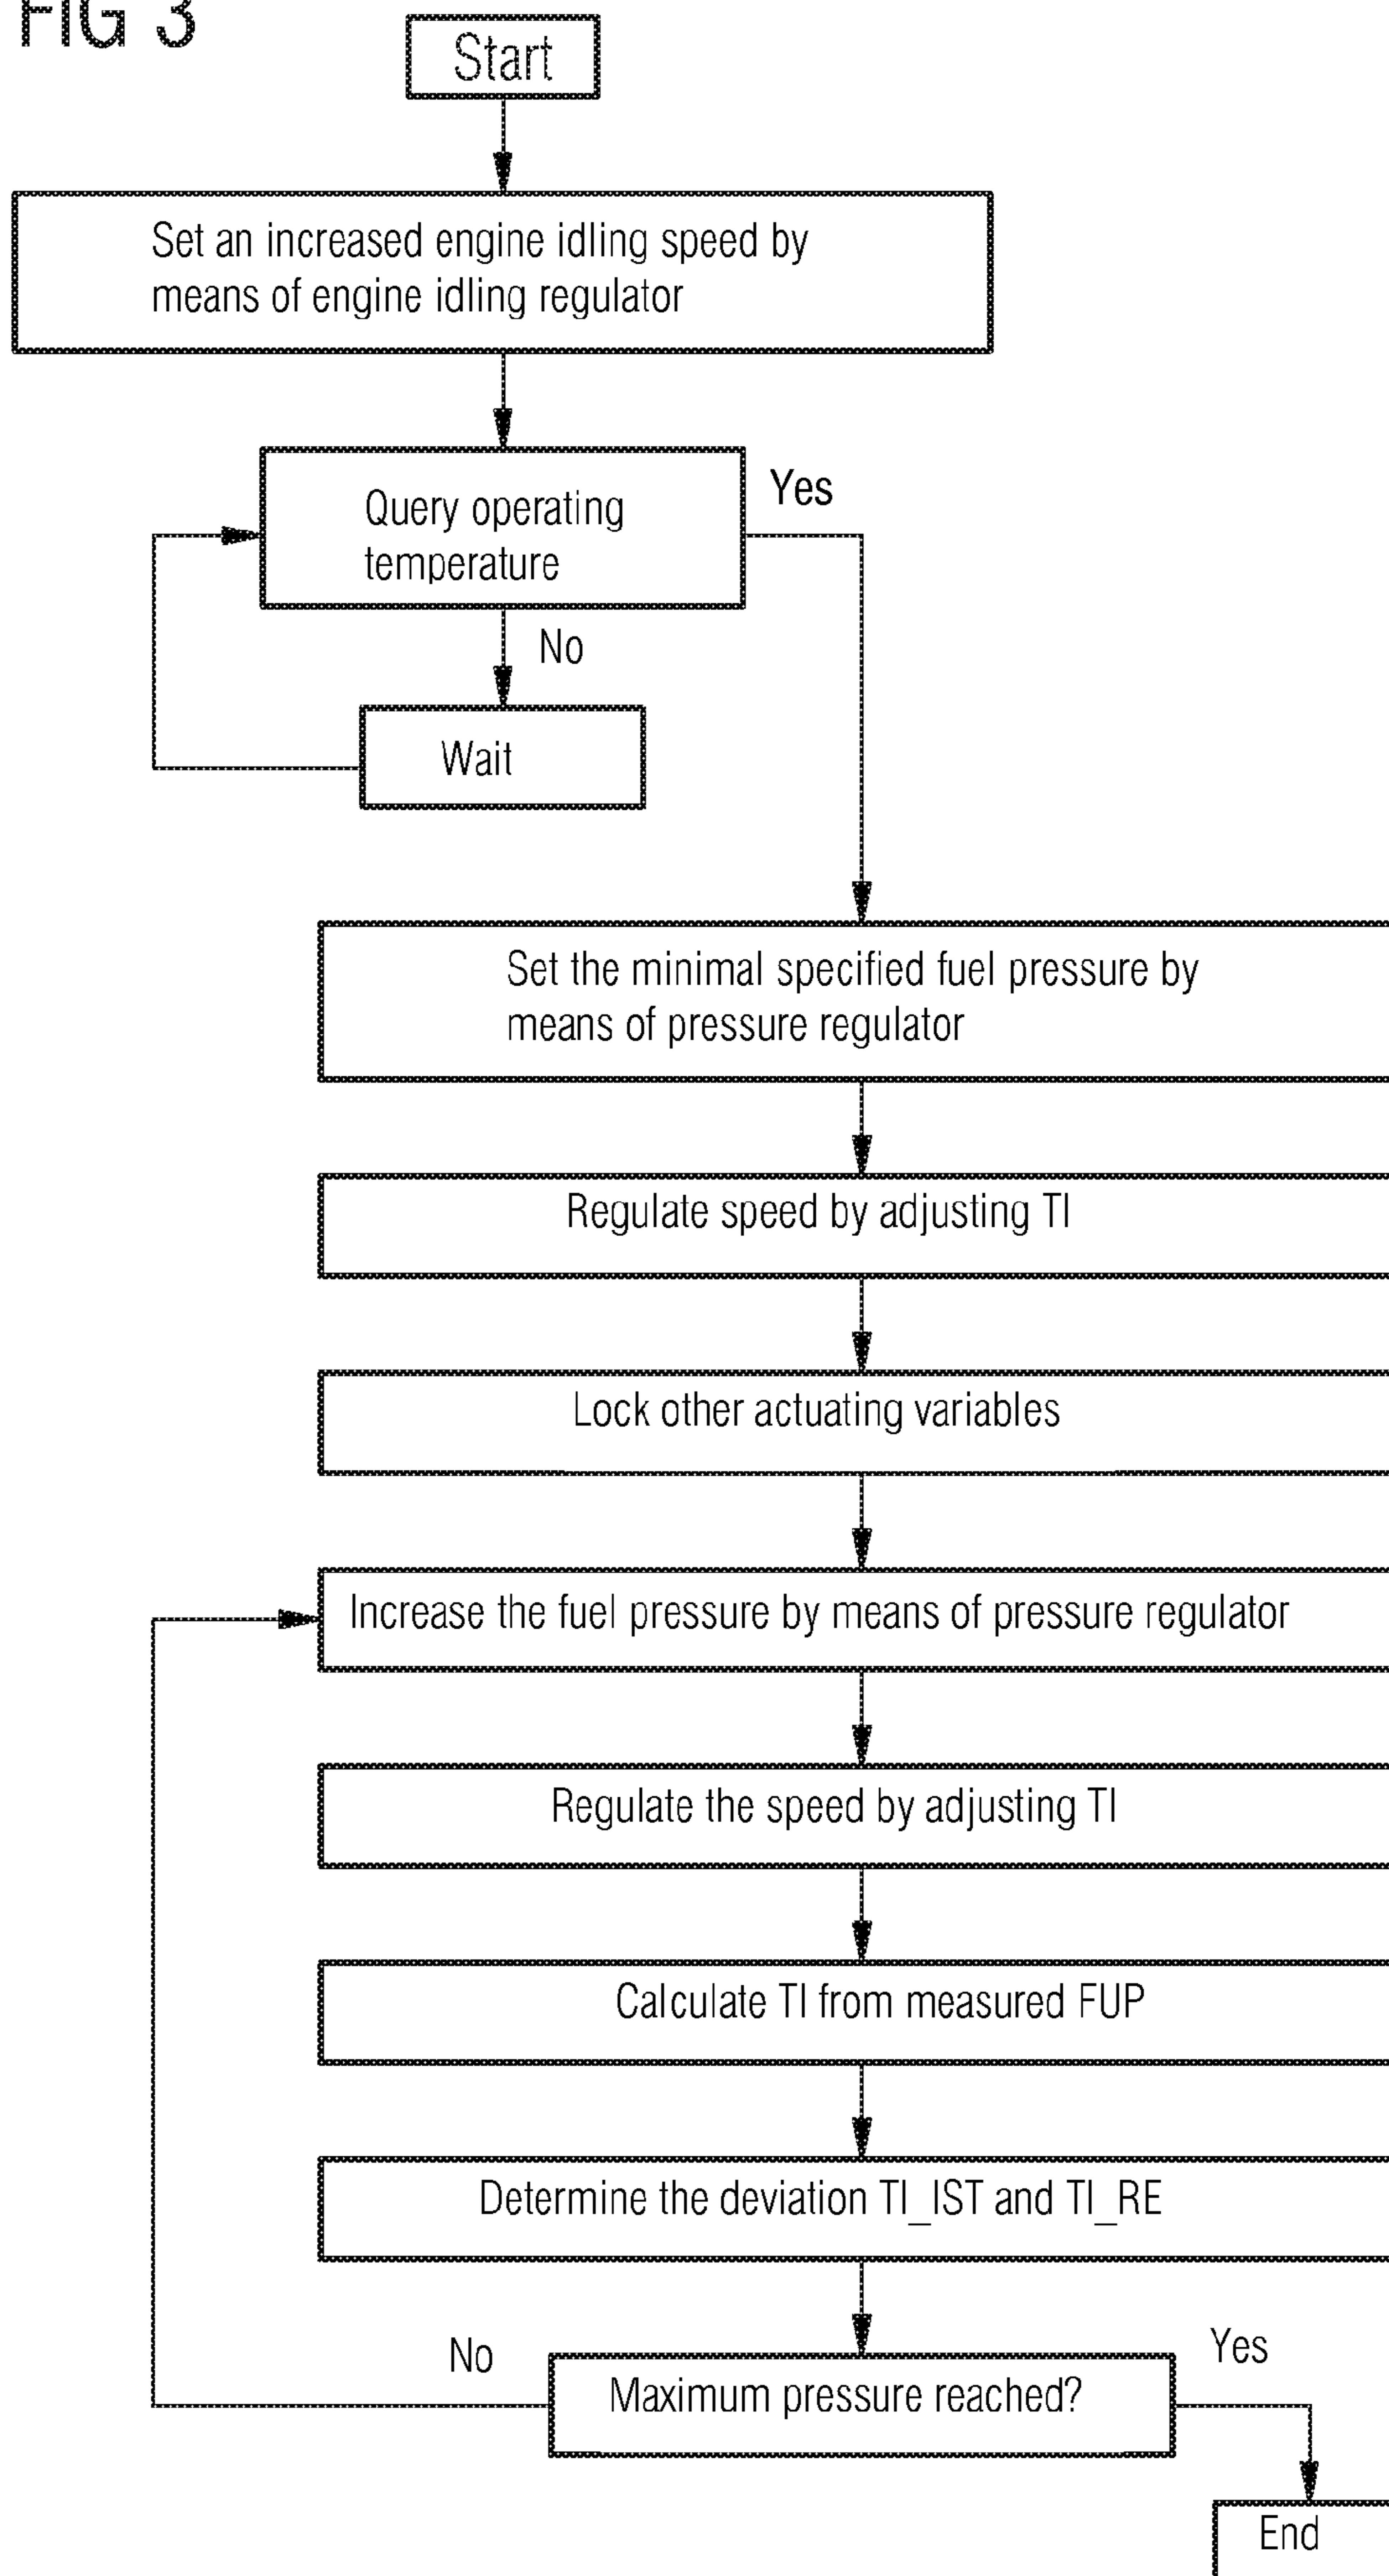 FIG 3
Start
Set an increased engine idling speed by
means of engine idling regulator
Query operating
temperature
Yes
No
Wait
Set the minimal specified fuel pressure by
means of pressure regulator
Regulate speed by adjusting TI
Lock other actuating variables
Increase the fuel pressure by means of pressure regulator
Regulate the speed by adjusting TI
Calculate TI from measured FUP
Determine the deviation TI_IST and TI_RE
No
Yes
Maximum pressure reached?
End